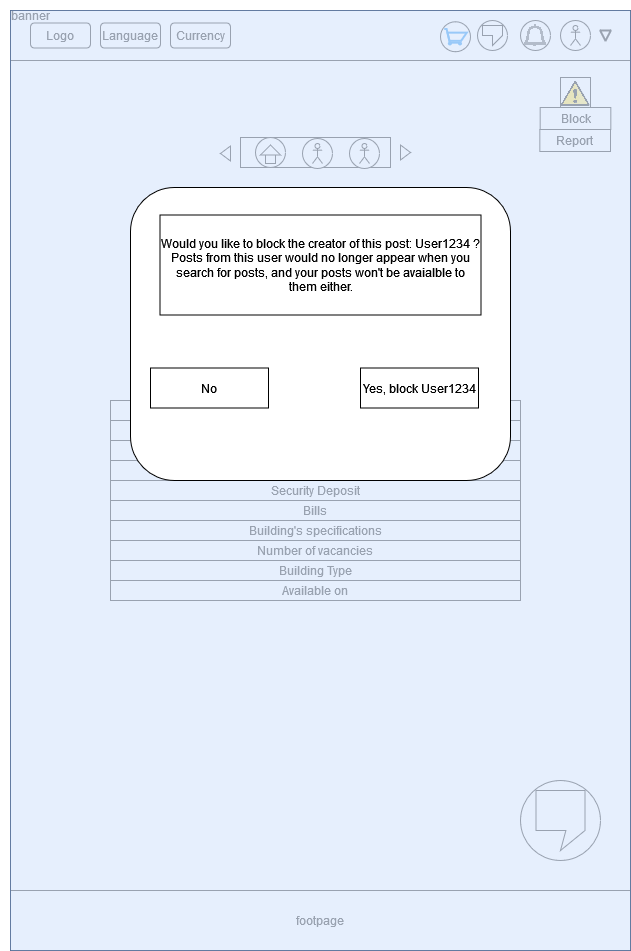 banner
Logo
Language
Currency
Block
Report
Would you like to block the creator of this post: User1234 ?
Posts from this user would no longer appear when you
search for posts, and your posts won't be avaialble to
them either.
No
Yes, block User1234
Security Deposit
Bills
Building's specifications
Number of vacancies
Building Type
Available on
footpage